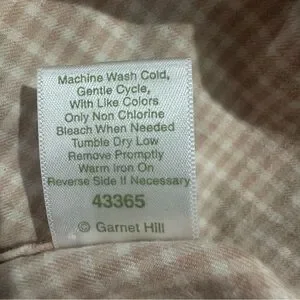 Machine Wash Cold,
Gentle Cycle,
With Like Colors
Only Non Chlorine
Bleach When Needed
Tumble Dry Low
Remove Promptly
Warm Iron On
Reverse Side If Necessary
43365
© Garnet Hill